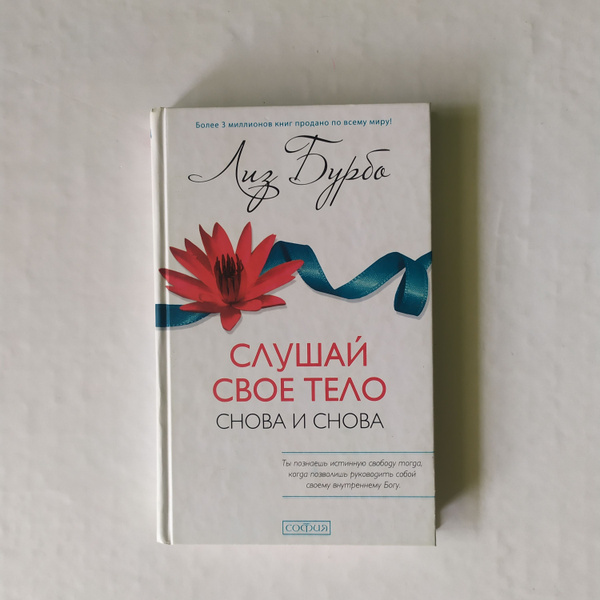 Более 3 миллионов книг продано по всему миру!
Лиз Бурбо
СЛУШАЙ
СВОЕ ТЕЛО
СНОВА И СНОВА
Ты познаешь истинную свободу тогда,
когда позволишь руководить собой
своему внутреннему Богу.
СОФИЯ